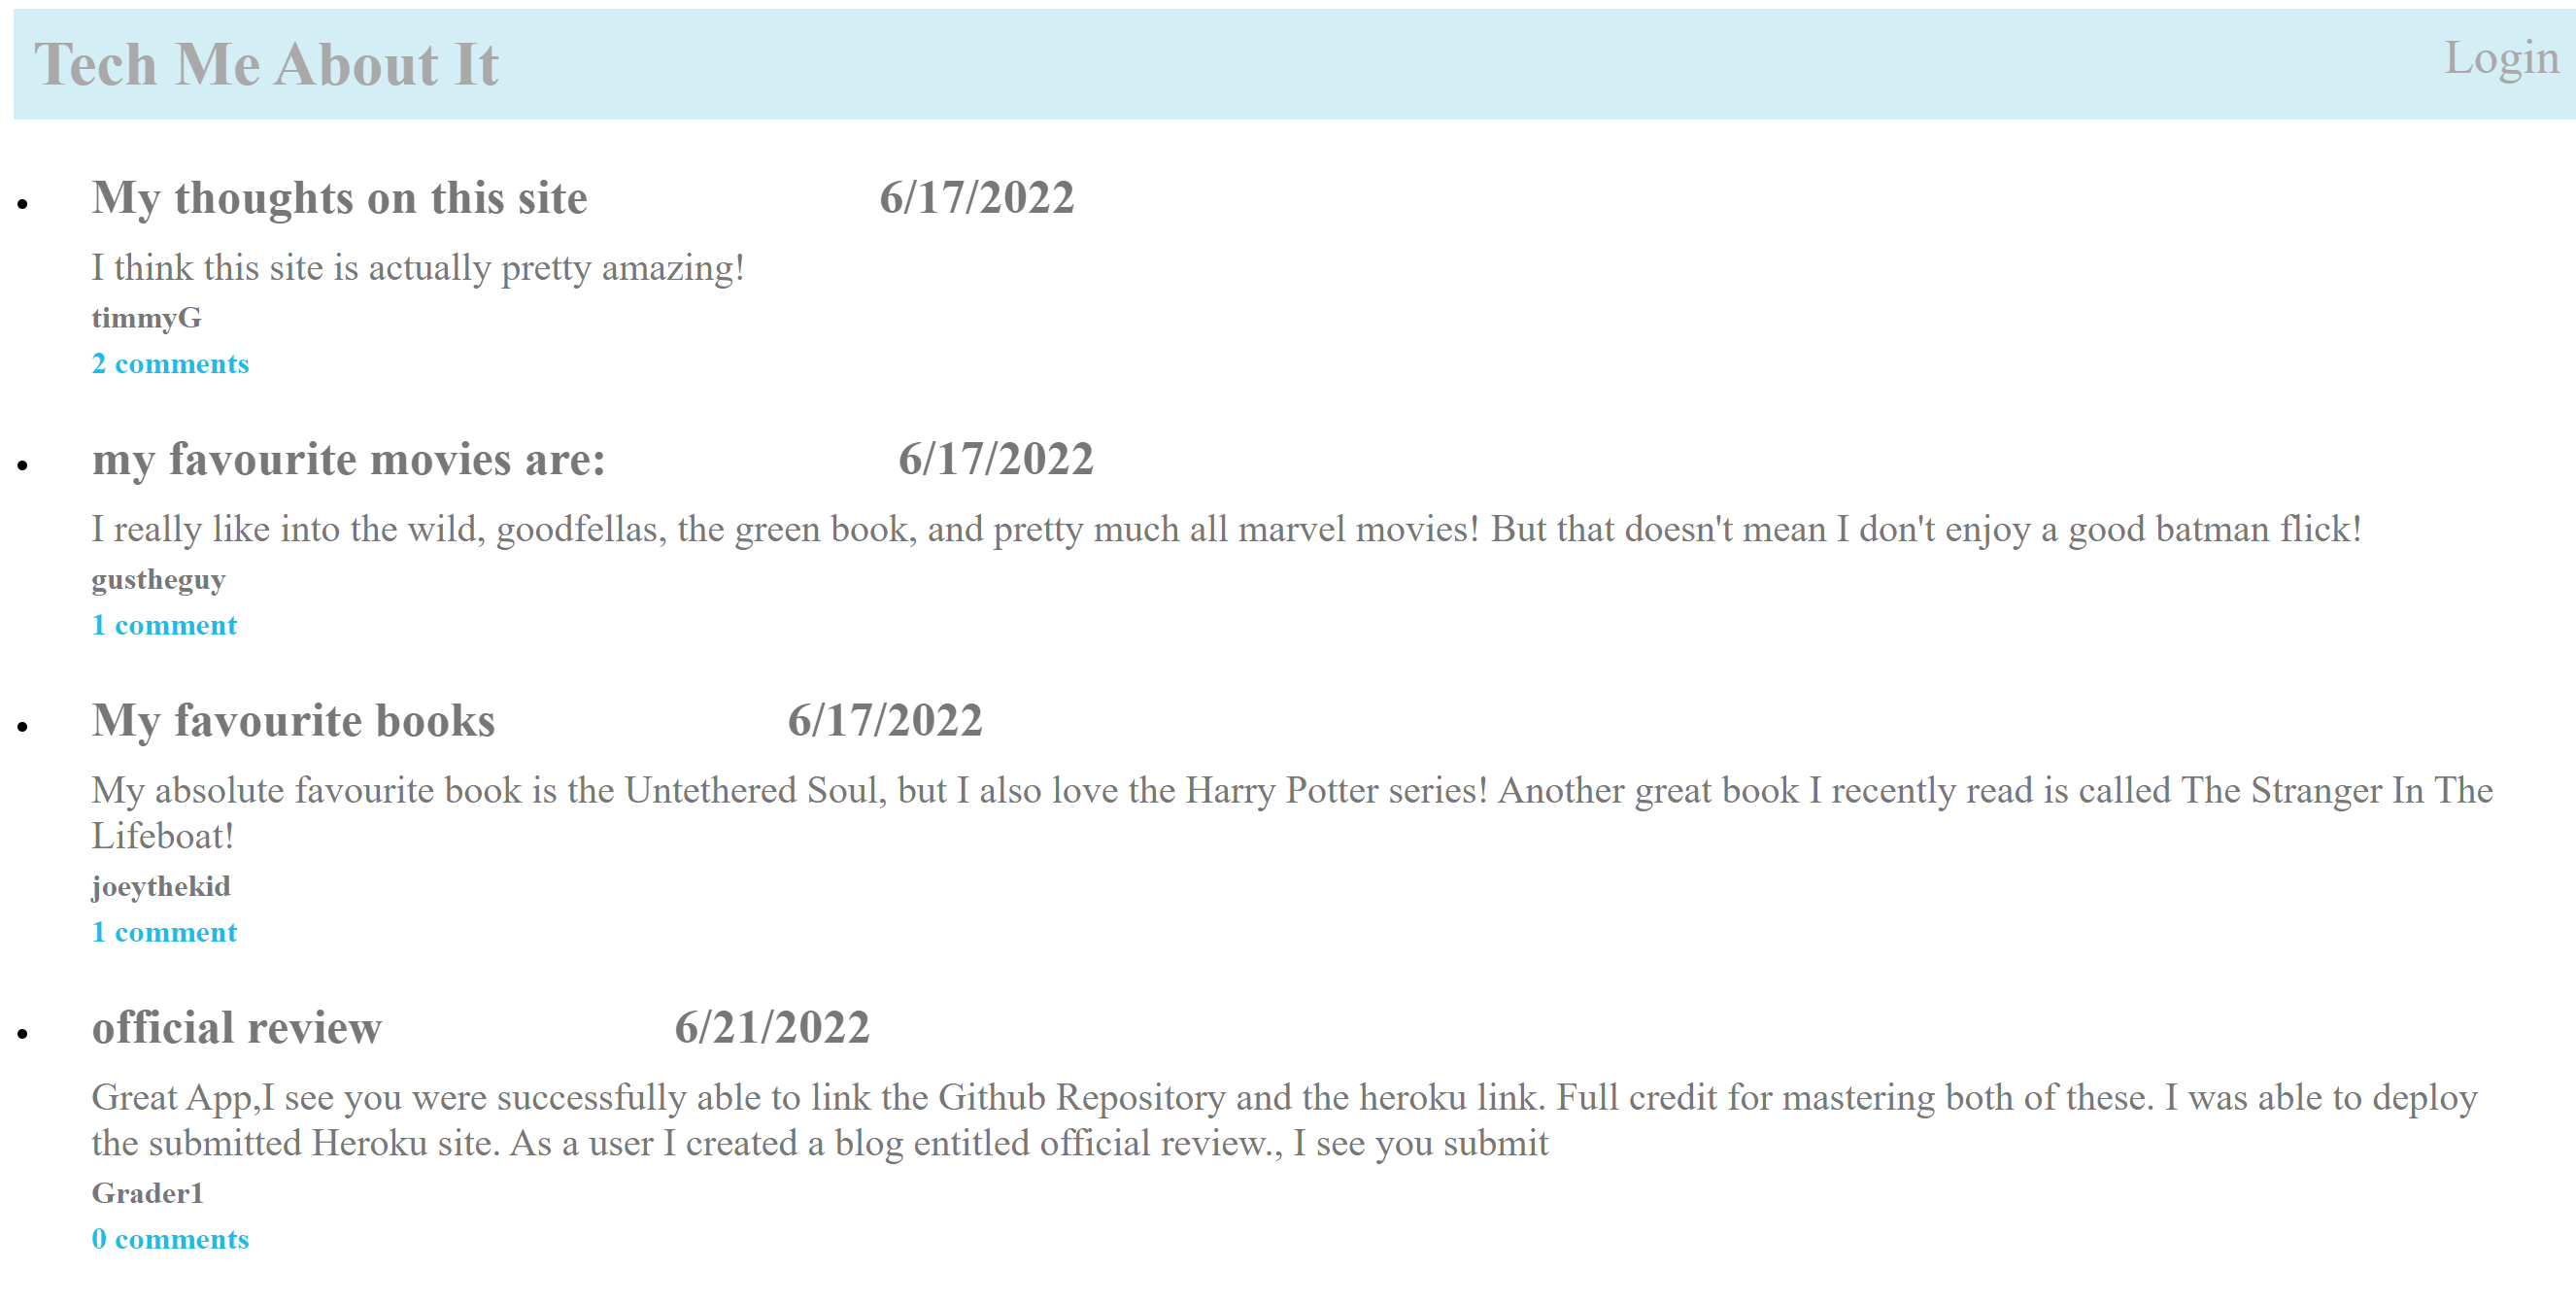 Tech Me About It Login
My thoughts on this site 6/17/2022
I think this site is actually pretty amazing!
timmyG
2 comments
my favourite movies are: 6/17/2022
I really like into the wild, goodfellas, the green book, and pretty much all marvel movies! But that doesn't mean I don't enjoy a good batman flick!
gustheguy
1 comment
My favourite books 6/17/2022
My absolute favourite book is the Untethered Soul, but I also love the Harry Potter series! Another great book I recently read is called The Stranger In The
Lifeboat!
joeythekid
1 comment
official review 6/21/2022
Great App,I see you were successfully able to link the Github Repository and the heroku link. Full credit for mastering both of these. I was able to deploy
the submitted Heroku site. As a user I created a blog entitled official review., I see you submit
Grader1
0 comments